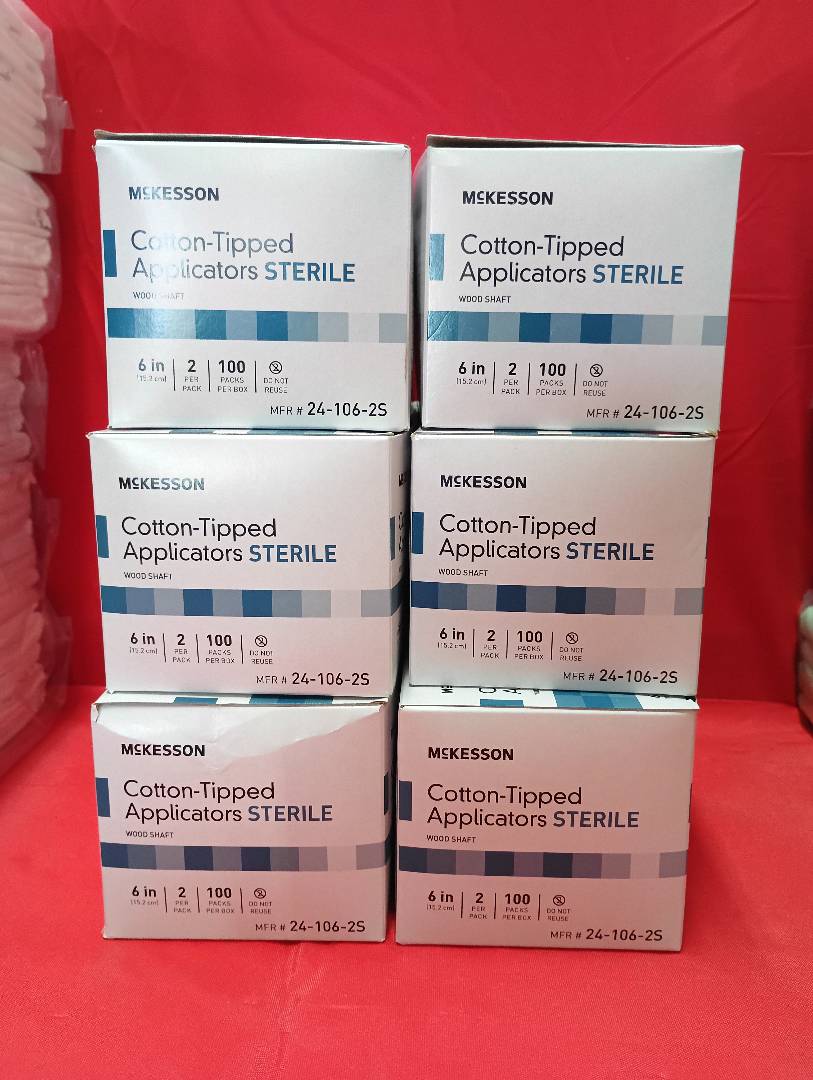 McKESSON
Cotton-Tipped
Applicators STERILE
WOOD SHAFT
6 in
(15.2 cm)
2
PER
PACK
100
PACKS
PER BOX
DO NOT
REUSE
MFR # 24-106-2S
McKESSON
Cotton-Tipped
Applicators STERILE
WOOD SHAFT
6 in
(15.2 cm)
2
PER
PACK
100
PACKS
PER BOX
DO NOT
REUSE
MFR # 24-106-2S
McKESSON
Cotton-Tipped
Applicators STERILE
WOOD SHAFT
6 in
(15.2 cm)
2
PER
PACK
100
PACKS
PER BOX
DO NOT
REUSE
MFR # 24-106-2S
McKESSON
Cotton-Tipped
Applicators STERILE
WOOD SHAFT
6 in
(15.2 cm)
2
PER
PACK
100
PACKS
PER BOX
DO NOT
REUSE
MFR # 24-106-2S
McKESSON
Cotton-Tipped
Applicators STERILE
WOOD SHAFT
6 in
(15.2 cm)
2
PER
PACK
100
PACKS
PER BOX
DO NOT
REUSE
MFR # 24-106-2S
McKESSON
Cotton-Tipped
Applicators STERILE
WOOD SHAFT
6 in
(15.2 cm)
2
PER
PACK
100
PACKS
PER BOX
DO NOT
REUSE
MFR # 24-106-2S